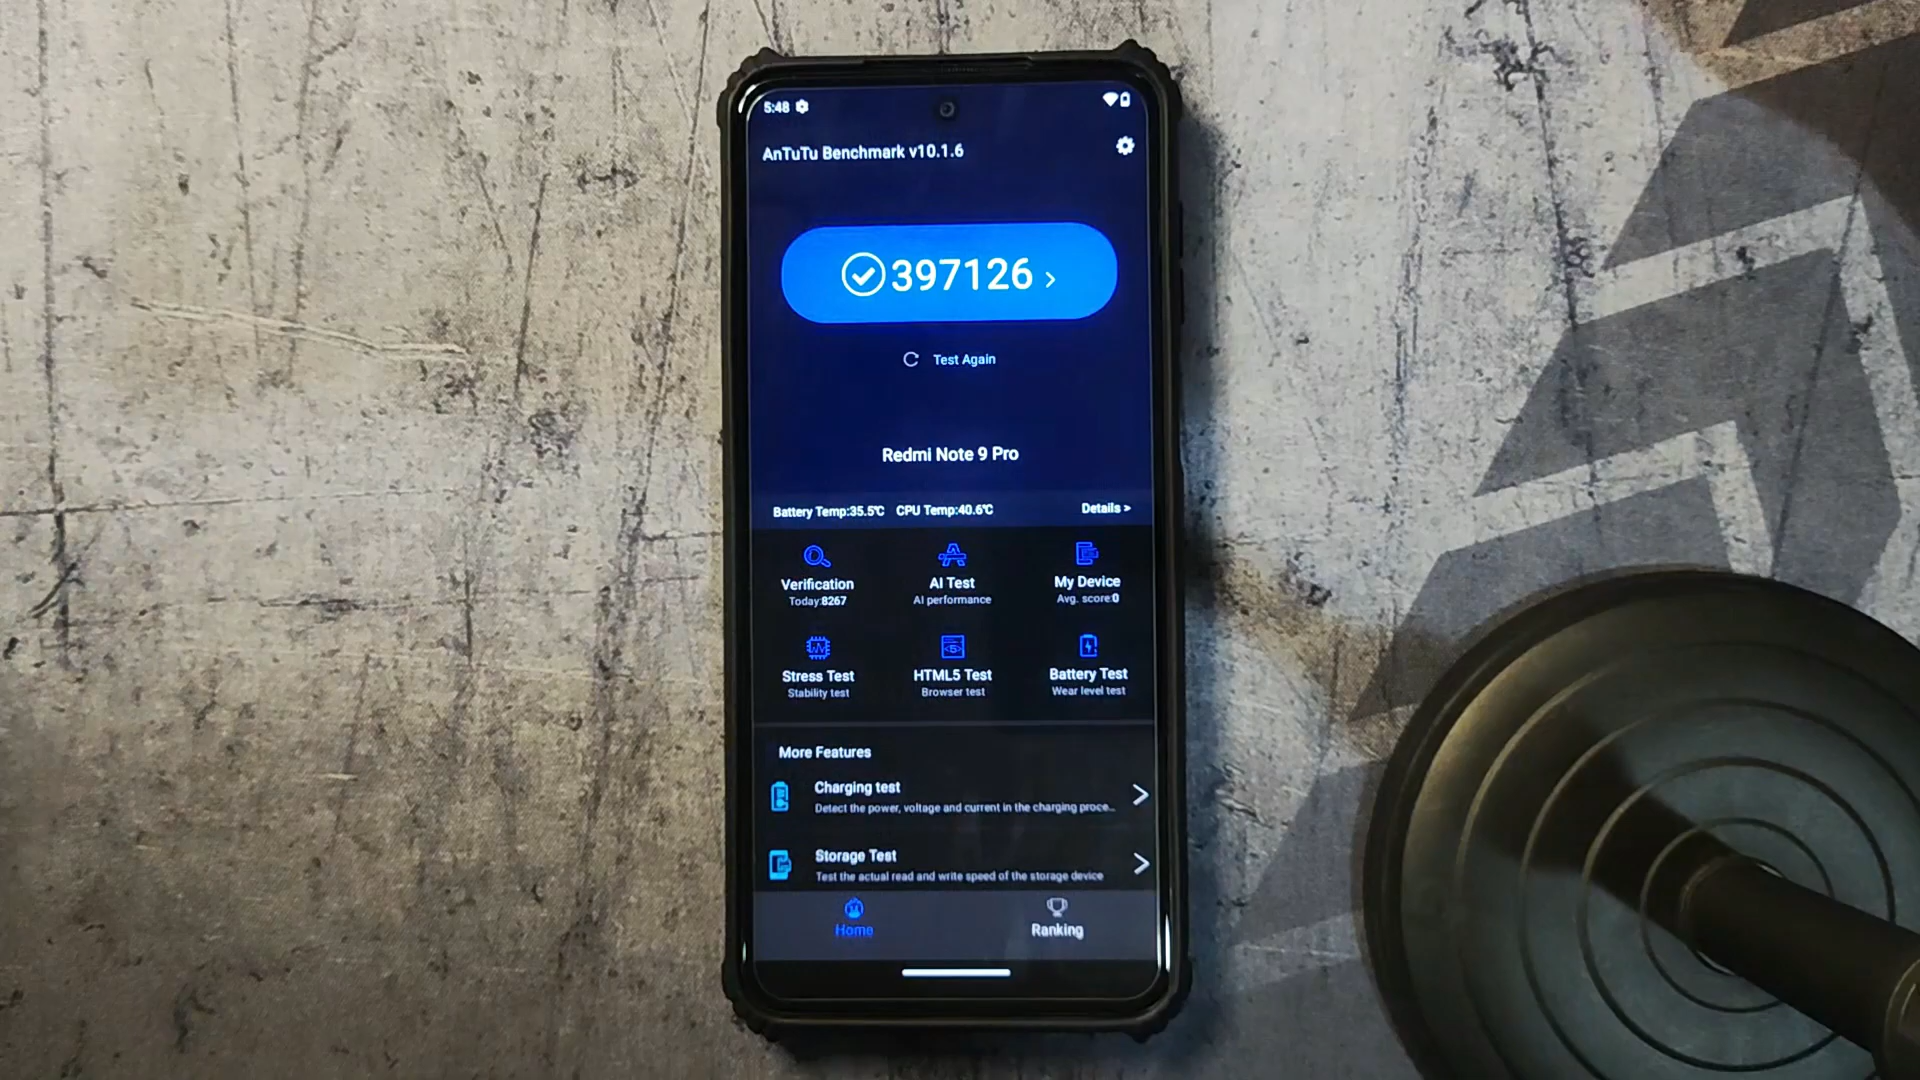 5:48
AnTuTu Benchmark v10.1.6
397126
Test Again
Redmi Note 9 Pro
Battery Temp:35.5℃ CPU Temp:40.6℃ Details >
Verification AI Test My Device
Today:8267 AI performance Avg. score:0
Stress Test HTML5 Test Battery Test
Stability test Browser test Wear level test
More Features
Charging test
Detect the power, voltage and current in the charging proce...
Storage Test
Test the actual read and write speed of the storage device
Home Ranking